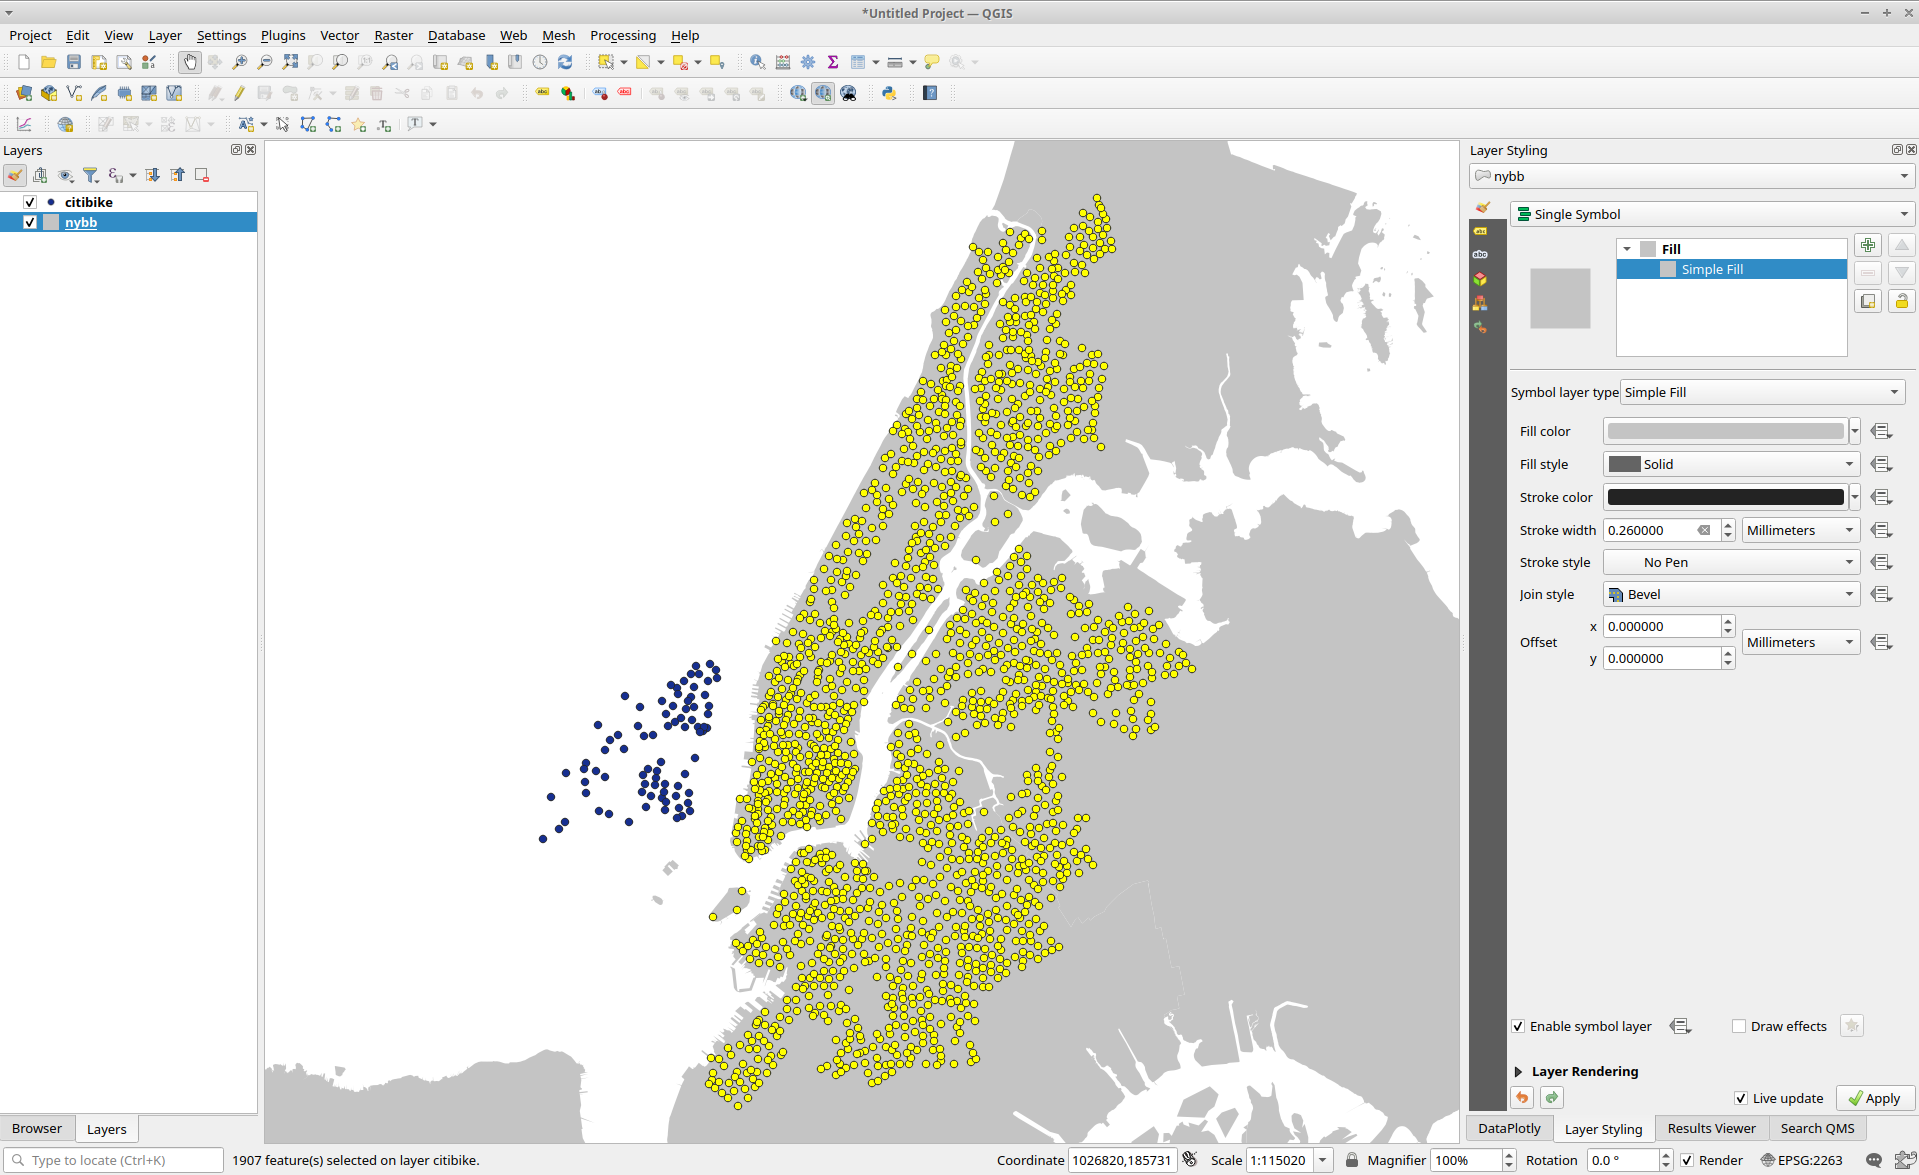 *Untitled Project — QGIS
Project Edit View Layer Settings Plugins Vector Raster Database Web Mesh Processing Help
Layers
citibike
nybb
Browser
Layers
Layer Styling
nybb
Single Symbol
Fill
Simple Fill
Symbol layer type Simple Fill
Fill color
Fill style Solid
Stroke color
Stroke width 0.260000 Millimeters
Stroke style No Pen
Join style Bevel
Offset x 0.000000 Millimeters
y 0.000000
Enable symbol layer Draw effects
Layer Rendering
Live update Apply
DataPlotly Layer Styling Results Viewer Search QMS
Type to locate (Ctrl+K) 1907 feature(s) selected on layer citibike. Coordinate 1026820,185731 Scale 1:115020 Magnifier 100% Rotation 0.0 ° Render EPSG:2263